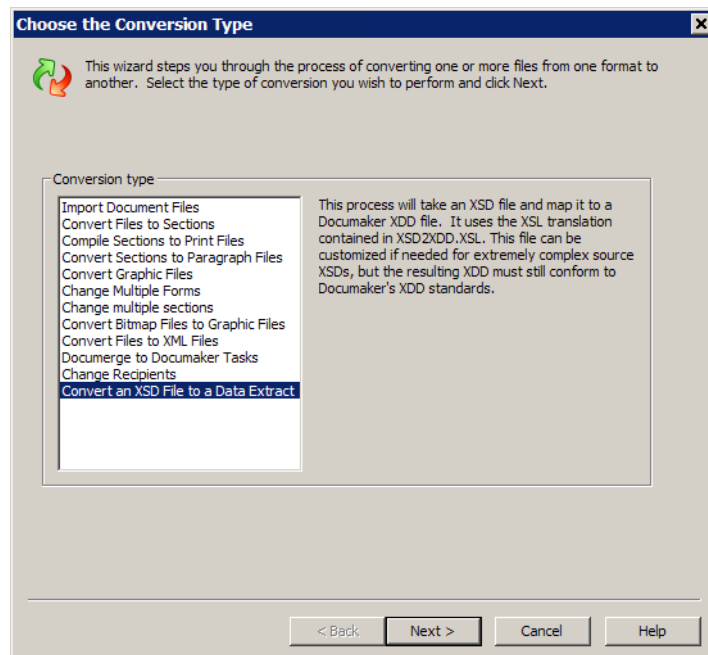 Choose the Conversion Type
This wizard steps you through the process of converting one or more files from one format to
another.  Select the type of conversion you wish to perform and click Next.
Conversion type
Import Document Files
Convert Files to Sections
Compile Sections to Print Files
Convert Sections to Paragraph Files
Convert Graphic Files
Change Multiple Forms
Change multiple sections
Convert Bitmap Files to Graphic Files
Convert Files to XML Files
Documerge to Documaker Tasks
Change Recipients
Convert an XSD File to a Data Extract
This process will take an XSD file and map it to a
Documaker XDD file.  It uses the XSL translation
contained in XSD2XDD.XSL. This file can be
customized if needed for extremely complex source
XSDs, but the resulting XDD must still conform to
Documaker's XDD standards.
< Back
Next >
Cancel
Help